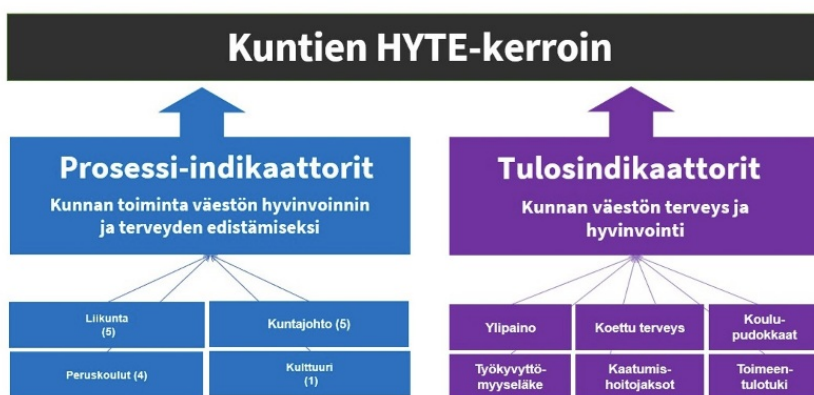 Kuntien HYTE-kerroin
Prosessi-indikaattorit
Kunnan toiminta väestön hyvinvoinnin
ja terveyden edistämiseksi
Liikunta
(5)
Kuntajohto (5)
Peruskoulut (4)
Kulttuuri
(1)
Tulosindikaattorit
Kunnan väestön terveys ja
hyvinvointi
Ylipaino
Koettu terveys
Koulu-
pudokkaat
Työkyvyttö-
myyseläke
Kaatumis-
hoitojaksot
Toimeen-
tulotuki